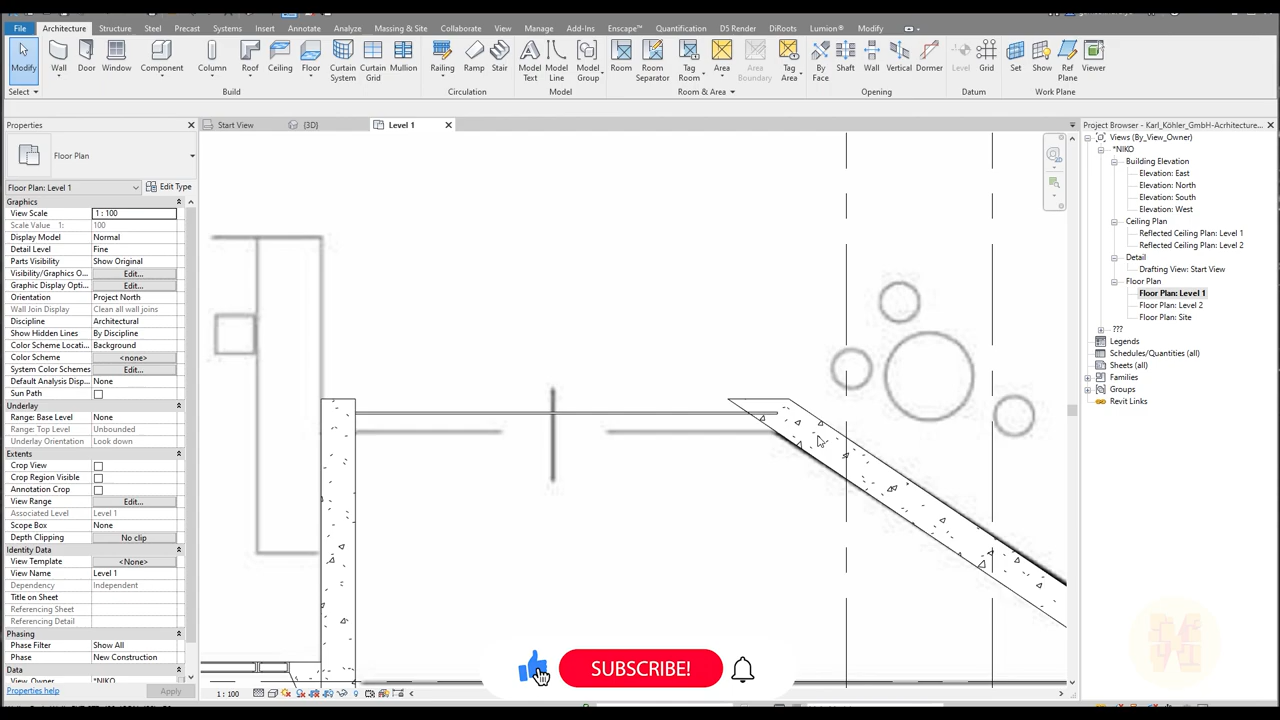 File Architecture Structure Steel Precast Systems Insert Annotate Analyze Massing & Site Collaborate View Manage Add-Ins Enscape™ Quantification D5 Render DiRoots Lumion® Modify
Modify Wall Door Window Component Column Roof Ceiling Floor Curtain System Curtain Grid Mullion Railing Ramp Stair Model Text Model Line Model Group Room Room Separator Tag Room Area Area Boundary Tag Area By Face Shaft Wall Vertical Dormer Level Grid Set Show Ref Plane Viewer
Select Build Circulation Model Room & Area Opening Datum Work Plane
Properties
Start View (3D) Level 1
Floor Plan
Floor Plan: Level 1 Edit Type
Graphics
View Scale 1 : 100
Scale Value 1: 100
Display Model Normal
Detail Level Fine
Parts Visibility Show Original
Visibility/Graphics O... Edit...
Graphic Display Opti... Edit...
Orientation Project North
Wall Join Display Clean all wall joins
Discipline Architectural
Show Hidden Lines By Discipline
Color Scheme Locati... Background
Color Scheme <none>
System Color Schemes Edit...
Default Analysis Disp... None
Sun Path
Underlay
Range: Base Level None
Range: Top Level Unbounded
Underlay Orientation Look down
Extents
Crop View
Crop Region Visible
Annotation Crop
View Range Edit...
Associated Level Level 1
Scope Box None
Depth Clipping No clip
Identity Data
View Template <None>
View Name Level 1
Dependency Independent
Title on Sheet
Referencing Sheet
Referencing Detail
Phasing
Phase Filter Show All
Phase New Construction
Data
View_Owner *NIKO
Properties help Apply
1 : 100
SUBSCRIBE!
Project Browser - Karl_Köhler_GmbH-Acrhitecture...
Views (By_View_Owner)
*NIKO
Building Elevation
Elevation: East
Elevation: North
Elevation: South
Elevation: West
Ceiling Plan
Reflected Ceiling Plan: Level 1
Reflected Ceiling Plan: Level 2
Detail
Drafting View: Start View
Floor Plan
Floor Plan: Level 1
Floor Plan: Level 2
Floor Plan: Site
???
Legends
Schedules/Quantities (all)
Sheets (all)
Families
Groups
Revit Links